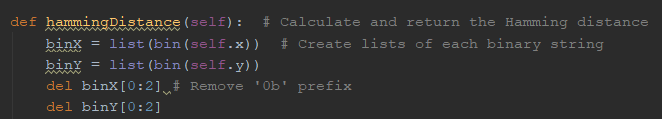 def hammingDistance(self):  # Calculate and return the Hamming distance
    binX = list(bin(self.x))  # Create lists of each binary string
    binY = list(bin(self.y))
    del binX[0:2] # Remove '0b' prefix
    del binY[0:2]